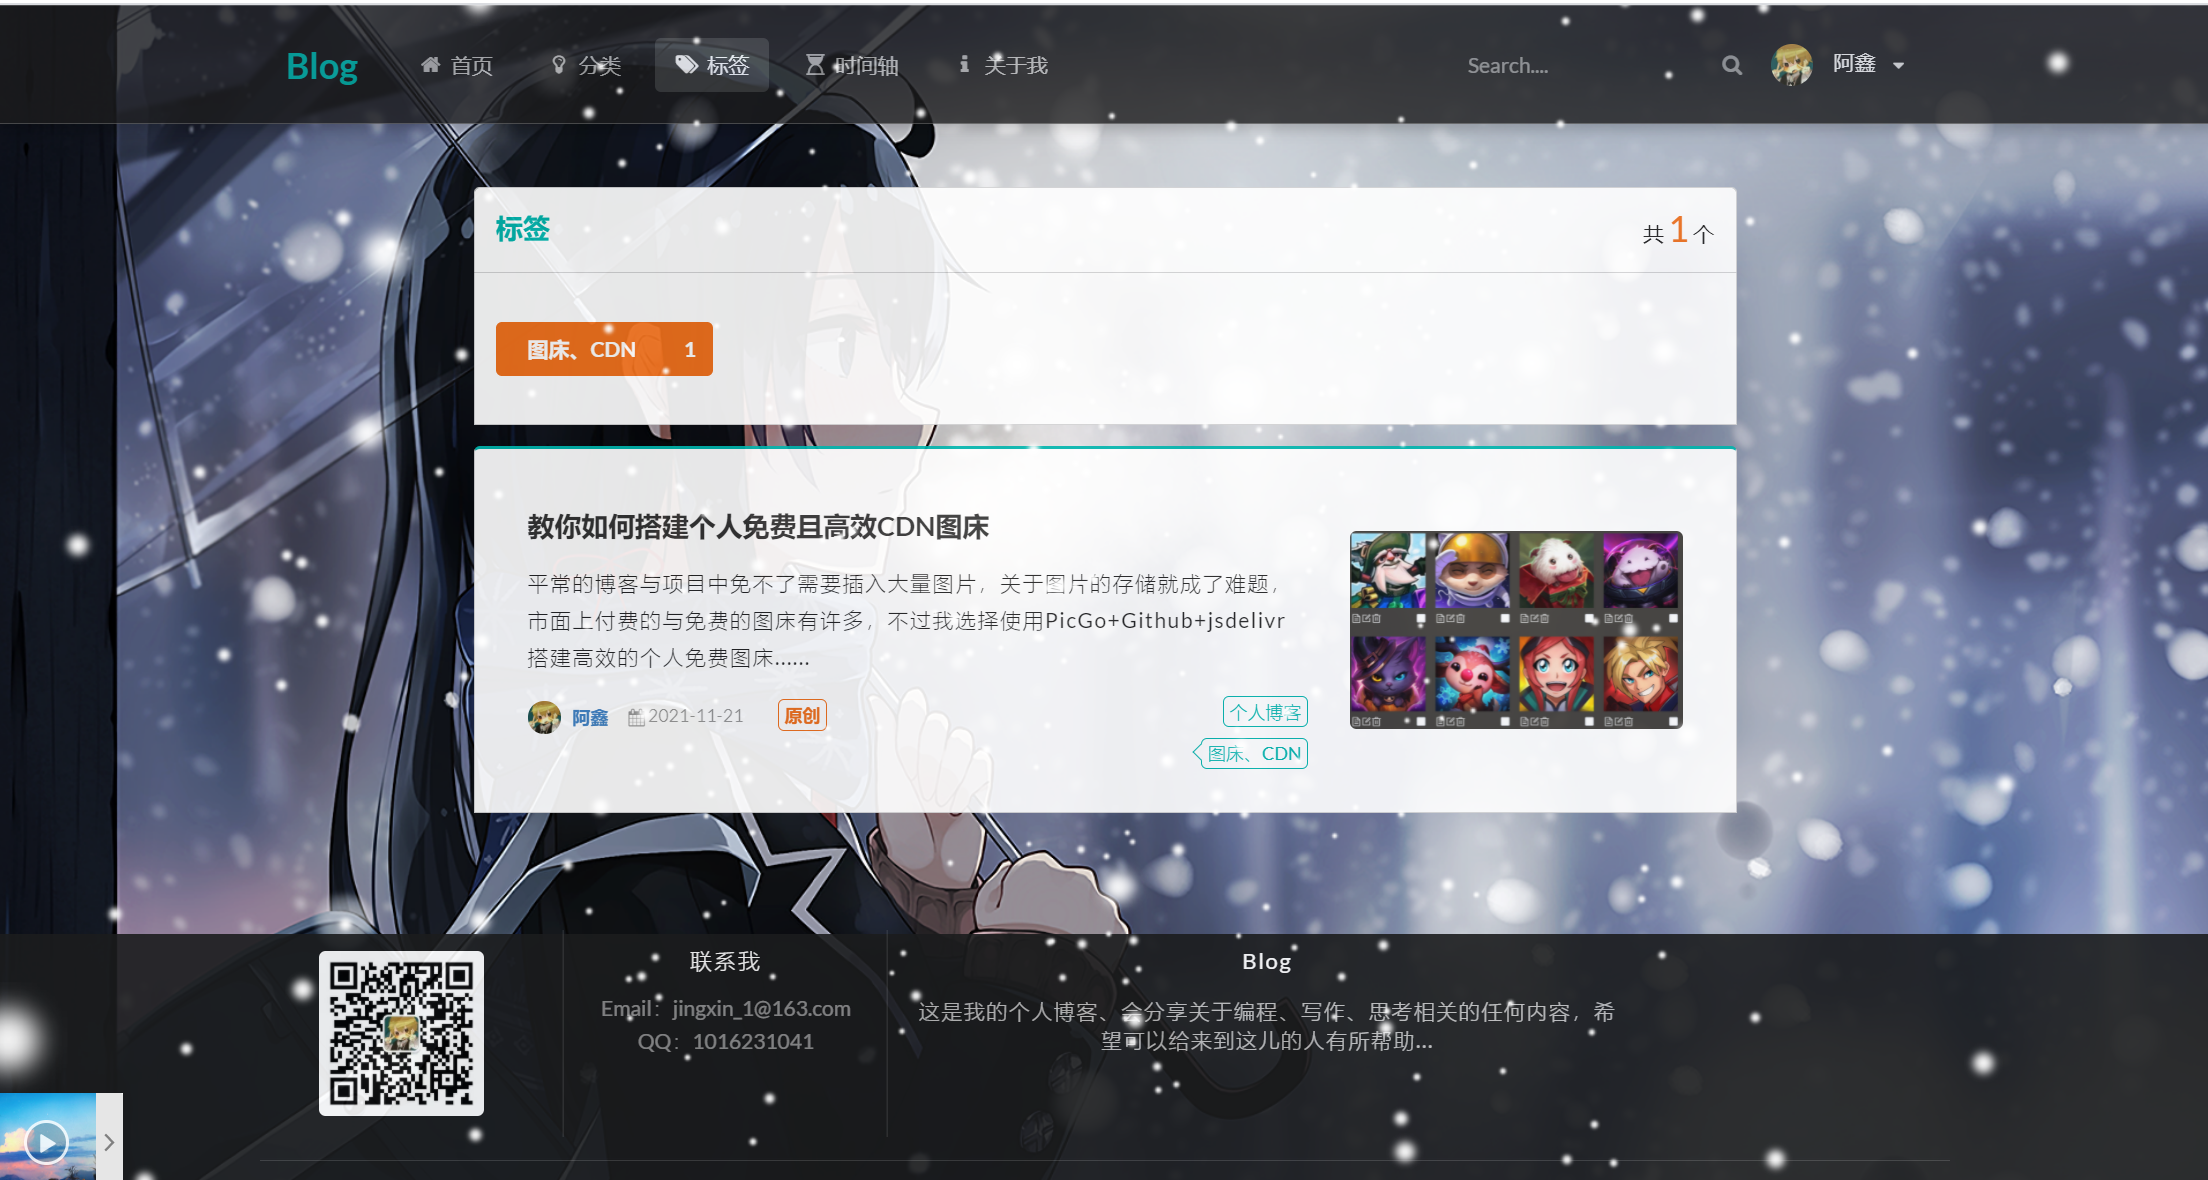 Blog 首页 分类 标签 时间轴 关于我 Search.... 阿鑫
标签 共 1 个
图床、CDN 1
教你如何搭建个人免费且高效CDN图床
平常的博客与项目中免不了需要插入大量图片，关于图片的存储就成了难题，
市面上付费的与免费的图床有许多，不过我选择使用PicGo+Github+jsdelivr
搭建高效的个人免费图床......
阿鑫 2021-11-21 原创 个人博客
图床、CDN
联系我
Email：jingxin_1@163.com
QQ：1016231041
Blog
这是我的个人博客、会分享关于编程、写作、思考相关的任何内容，希
望可以给来到这儿的人有所帮助...